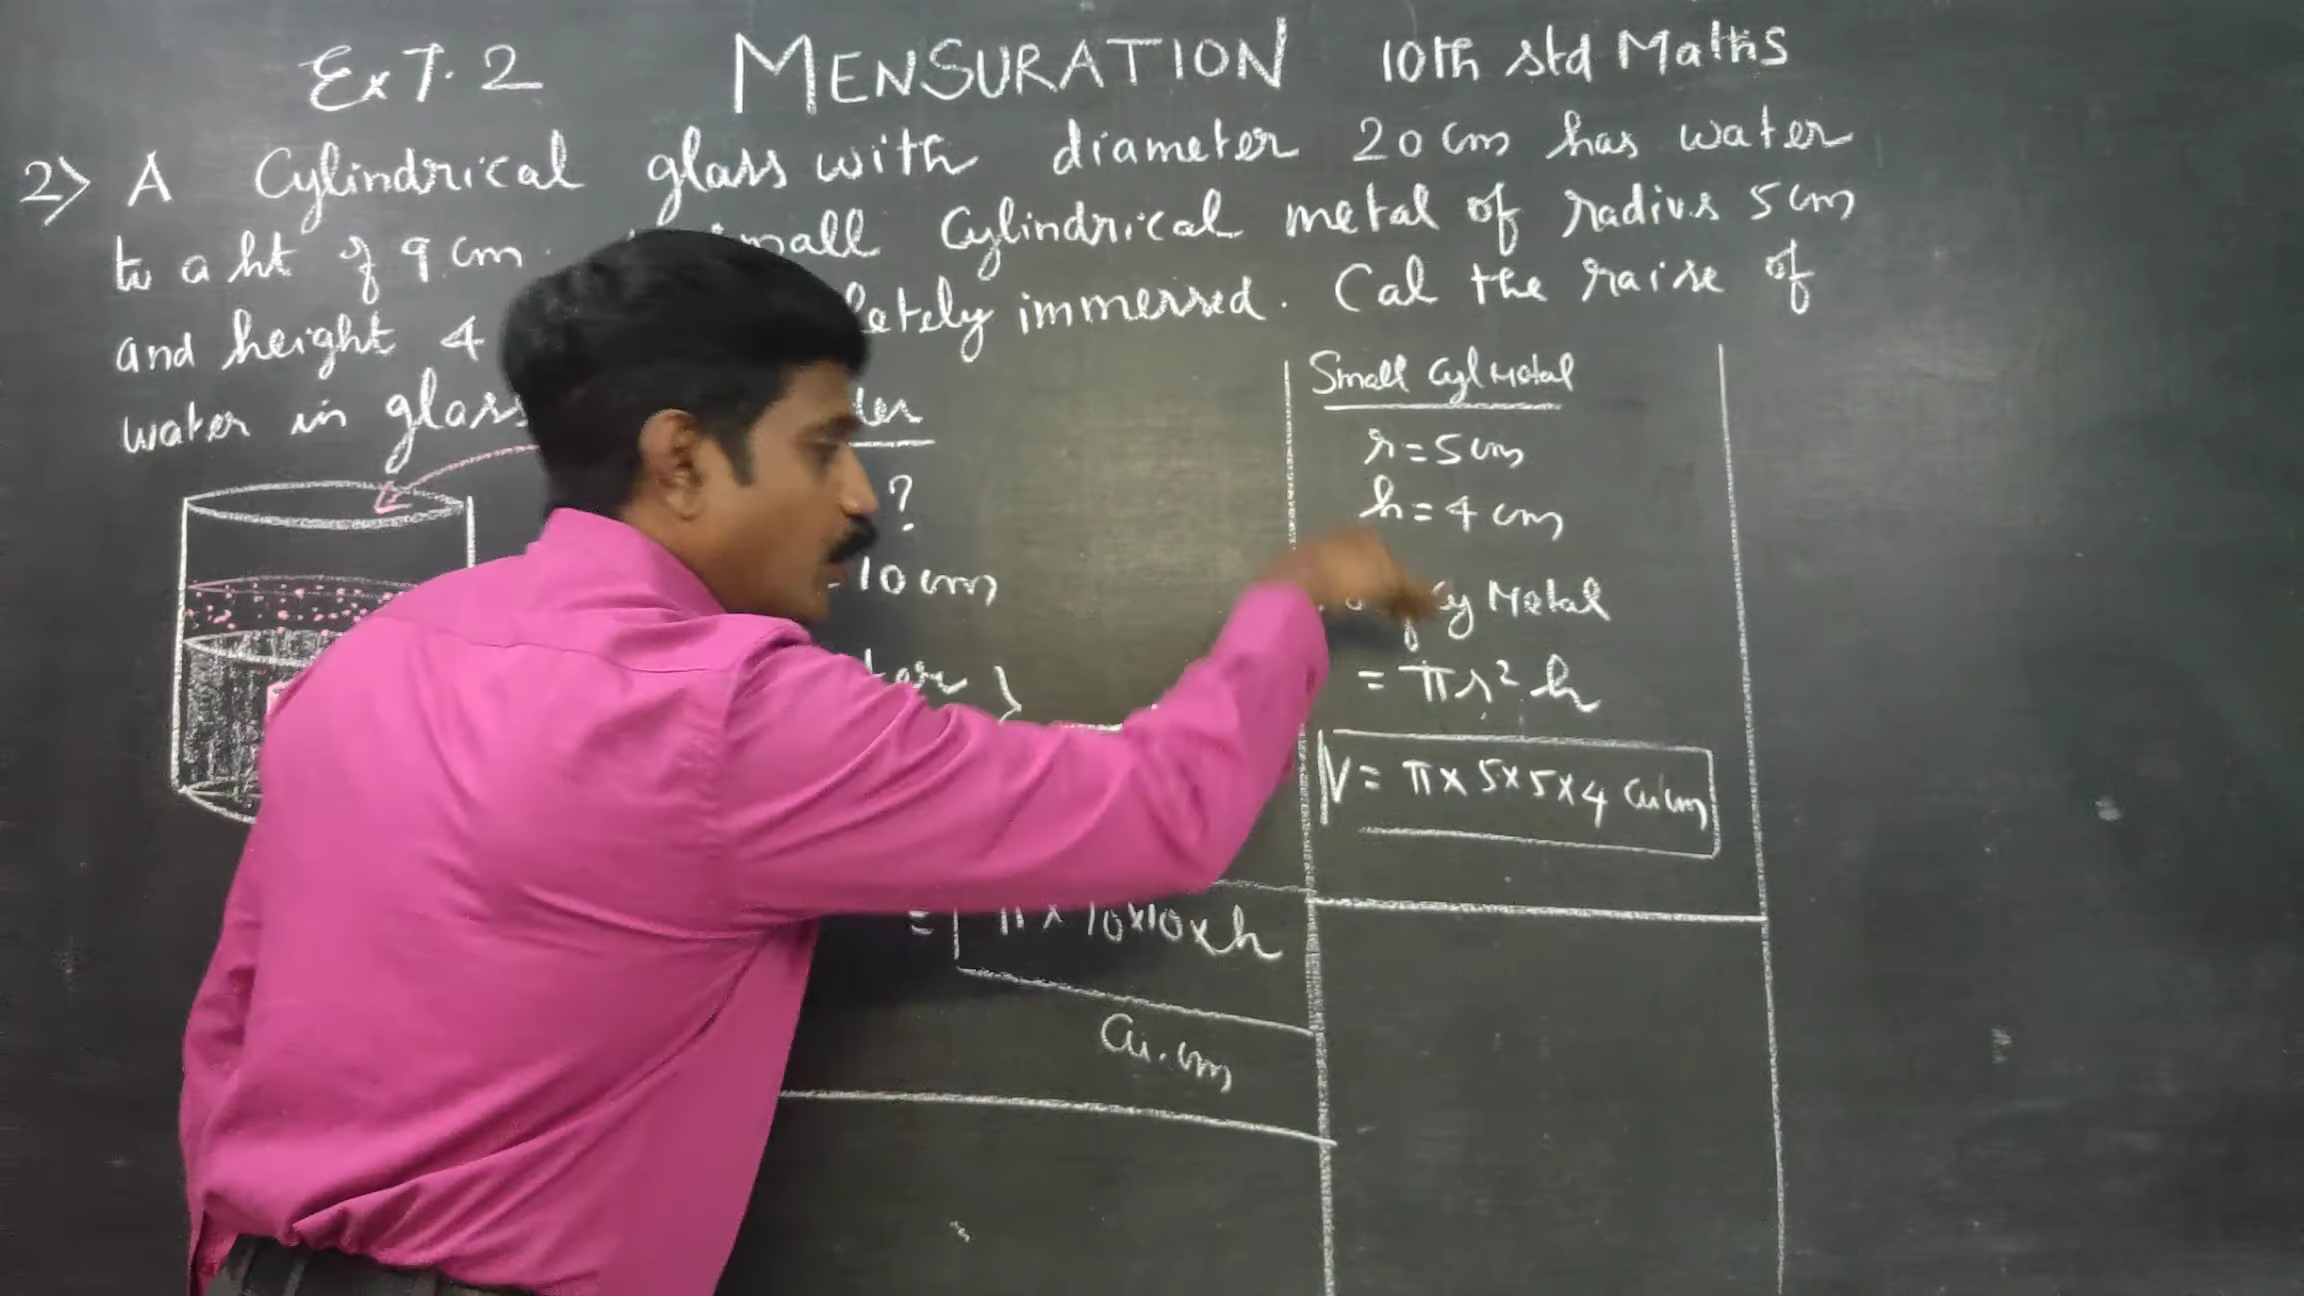 Ex 7.2 MENSURATION 10th std Maths
2) A Cylindrical glass with diameter 20 cm has water
to a ht of 9 cm. small Cylindrical metal of radius 5 cm
and height 4 immersed. Cal the raise of
water in glass
?
10 cm
= π × 10×10×h
Cu.cm
Small Cyl Metal
r = 5 cm
h = 4 cm
Cy Metal
= πr²h
V = π × 5×5×4 cu cm